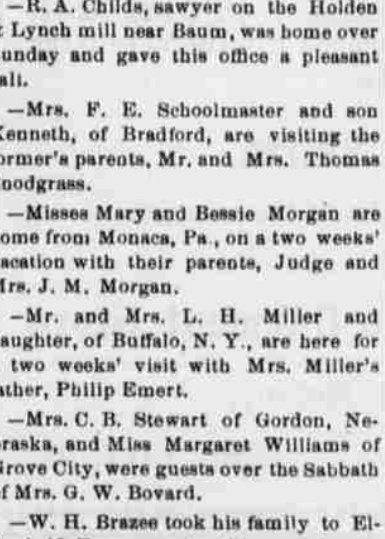 —R. A. Childs, sawyer on the Holden
Lynch mill near Baum, was home over
unday and gave this office a pleasant
all.
—Mrs. F. E. Schoolmaster and son
Kenneth, of Bradford, are visiting the
ormer's parents, Mr. and Mrs. Thomas
nodgrass.
—Misses Mary and Bessie Morgan are
ome from Monaca, Pa., on a two weeks'
acation with their parents, Judge and
Mrs. J. M. Morgan.
—Mr. and Mrs. L. H. Miller and
aughter, of Buffalo, N. Y., are here for
two weeks' visit with Mrs. Miller's
ather, Philip Emert.
—Mrs. C. B. Stewart of Gordon, Ne-
raska, and Miss Margaret Williams of
Grove City, were guests over the Sabbath
of Mrs. G. W. Bovard.
—W. H. Brazee took his family to El-